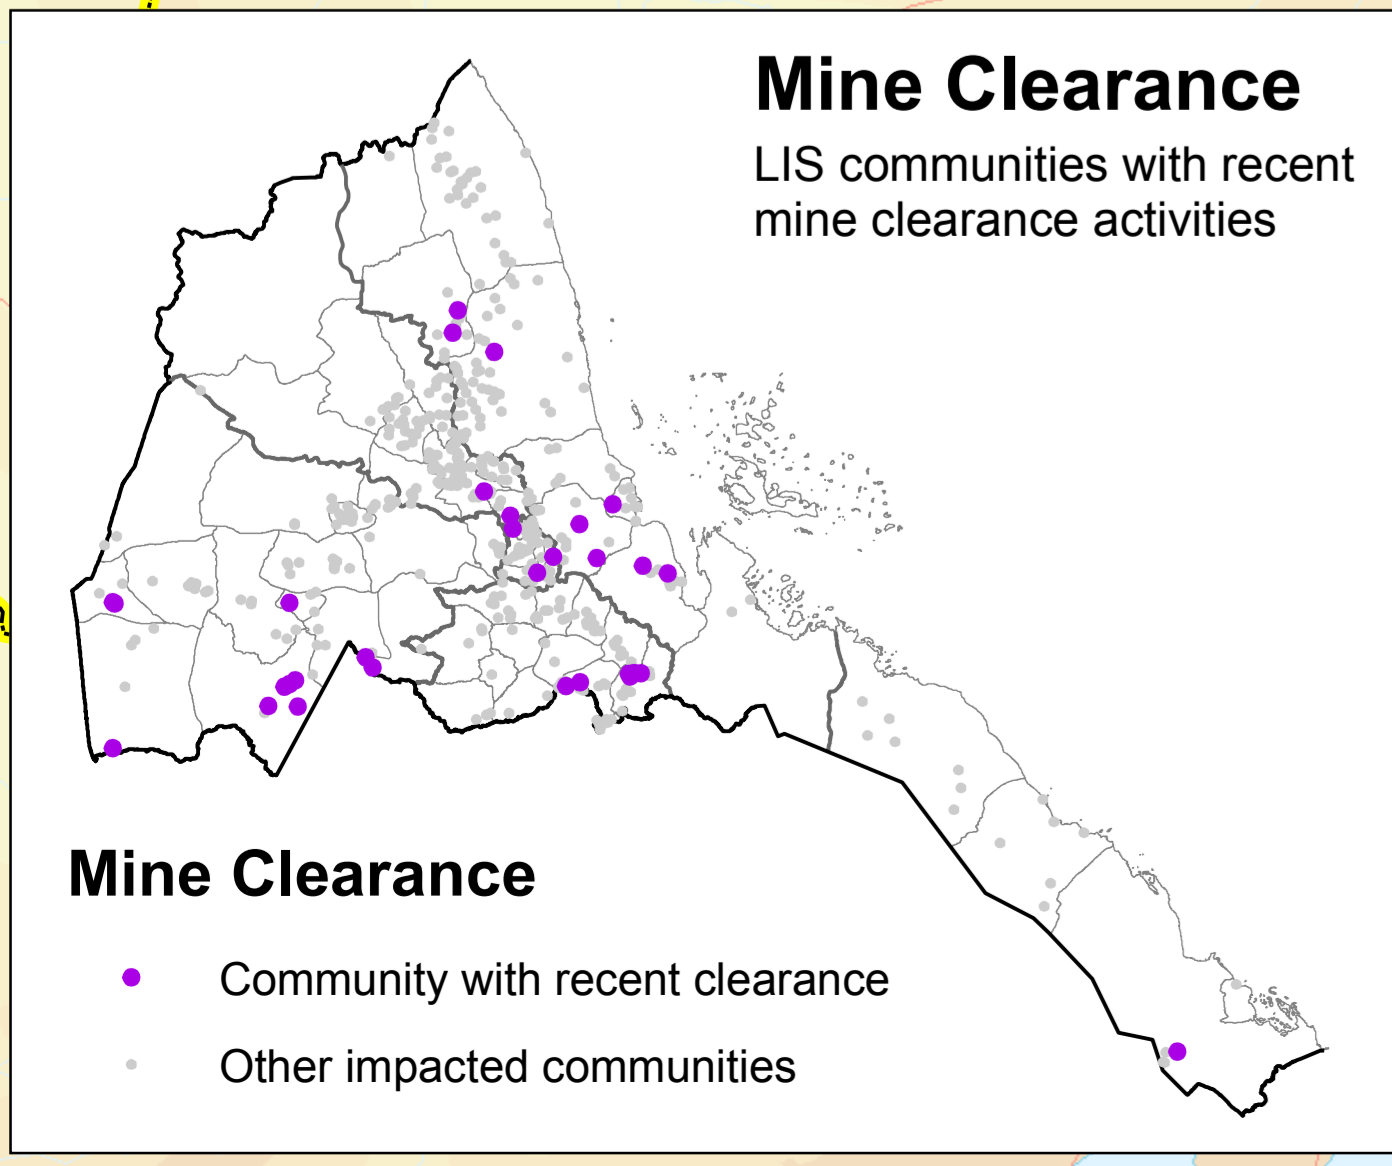 Mine Clearance
LIS communities with recent
mine clearance activities
Mine Clearance
Community with recent clearance
Other impacted communities